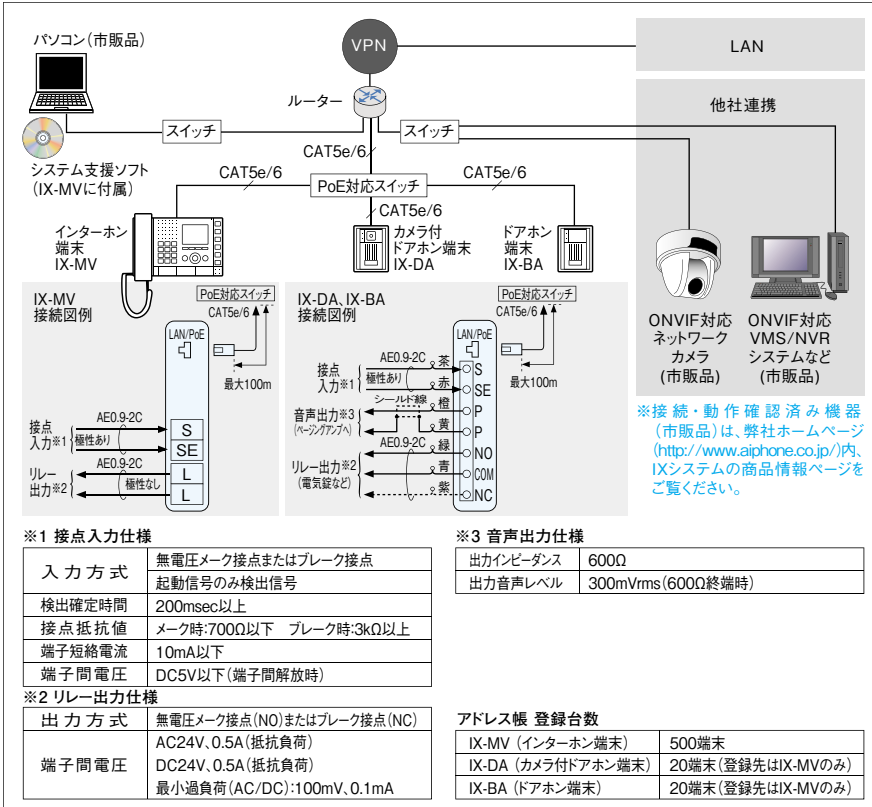 パソコン(市販品)
VPN
LAN
ルーター
他社連携
スイッチ
スイッチ
システム支援ソフト
(IX-MVに付属)
CAT5e/6
CAT5e/6
PoE対応スイッチ
CAT5e/6
CAT5e/6
インターホン
端末
IX-MV
カメラ付
ドアホン端末
IX-DA
ドアホン
端末
IX-BA
ONVIF対応
ネットワーク
カメラ
(市販品)
ONVIF対応
VMS/NVR
システムなど
(市販品)
※接続・動作確認済み機器
(市販品)は、弊社ホームページ
(http://www.aiphone.co.jp/)内、
IXシステムの商品情報ページを
ご覧ください。
IX-MV
接続図例
PoE対応スイッチ
CAT5e/6
LAN/PoE
最大100m
接点
入力※1
AE0.9-2C
極性あり
S
SE
リレー
出力※2
AE0.9-2C
極性なし
L
L
IX-DA、IX-BA
接続図例
PoE対応スイッチ
CAT5e/6
LAN/PoE
最大100m
接点
入力※1
AE0.9-2C
極性あり
茶
S
赤
SE
シールド線
音声出力※3
(ページングアンプへ)
橙
P
黄
P
AE0.9-2C
リレー出力※2
(電気錠など)
緑
NO
青
COM
紫
NC
※1 接点入力仕様
入力方式 無電圧メーク接点またはブレーク接点
起動信号のみ検出信号
検出確定時間 200msec以上
接点抵抗値 メーク時:700Ω以下 ブレーク時:3kΩ以上
端子短絡電流 10mA以下
端子間電圧 DC5V以下(端子間解放時)
※2 リレー出力仕様
出力方式 無電圧メーク接点(NO)またはブレーク接点(NC)
端子間電圧 AC24V、0.5A(抵抗負荷)
DC24V、0.5A(抵抗負荷)
最小過負荷(AC/DC):100mV、0.1mA
※3 音声出力仕様
出力インピーダンス 600Ω
出力音声レベル 300mVrms(600Ω終端時)
アドレス帳 登録台数
IX-MV (インターホン端末) 500端末
IX-DA (カメラ付ドアホン端末) 20端末(登録先はIX-MVのみ)
IX-BA (ドアホン端末) 20端末(登録先はIX-MVのみ)